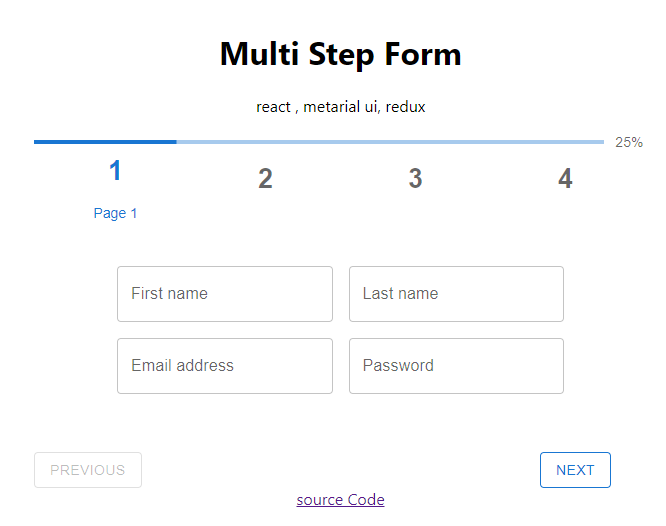 Multi Step Form
react , metarial ui, redux
25%
1 2 3 4
Page 1
First name Last name
Email address Password
PREVIOUS NEXT
source Code